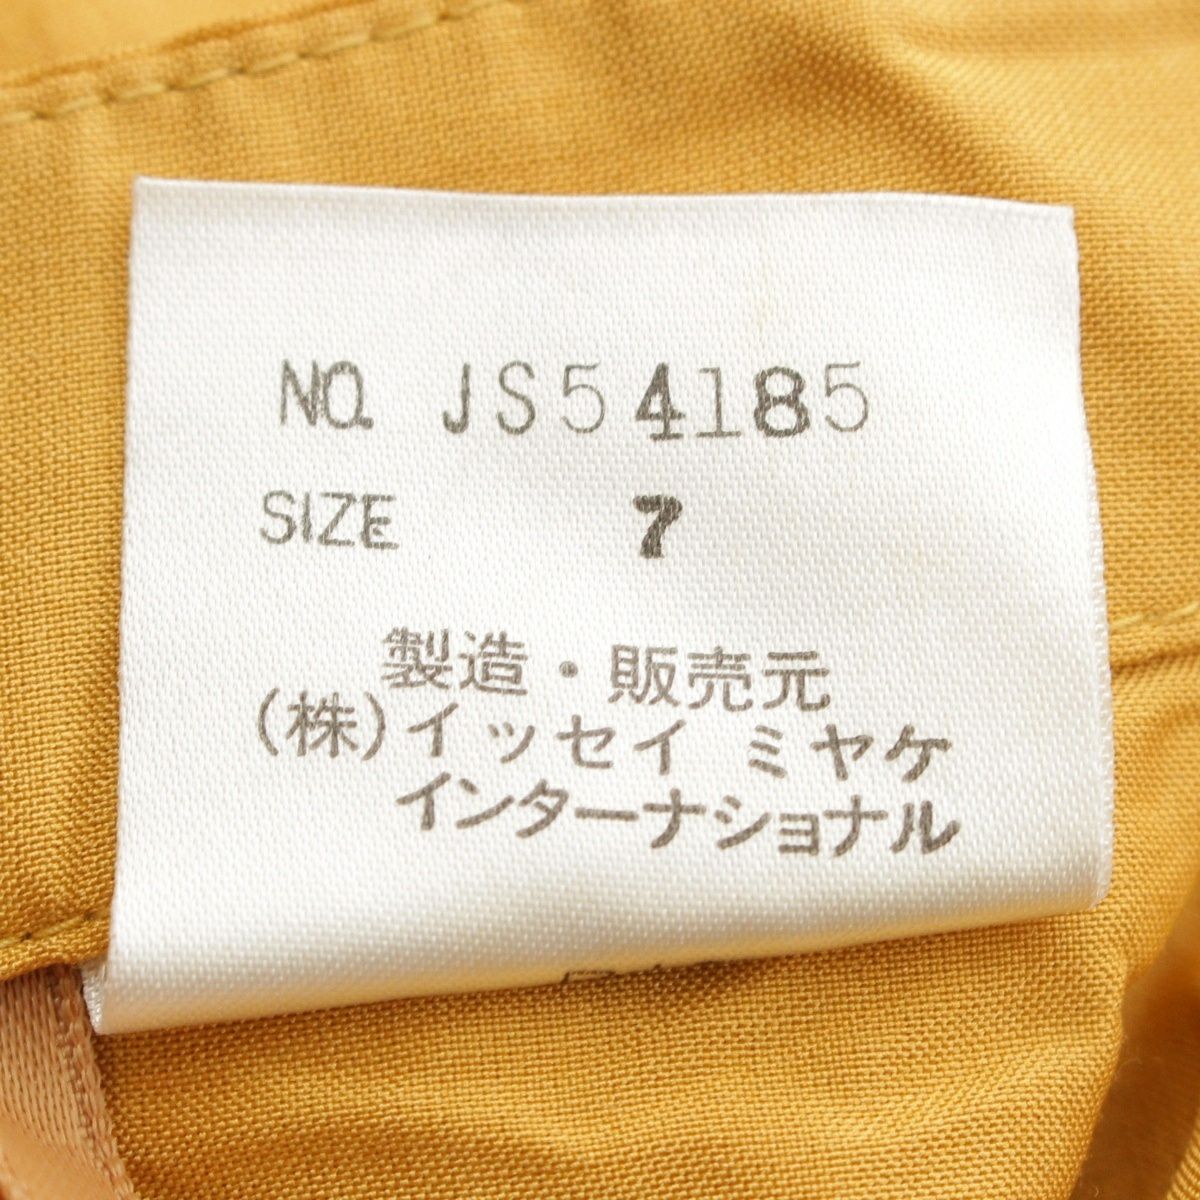 NO. JS54185
SIZE 7
製造・販売元
(株)イッセイ ミヤケ
インターナショナル